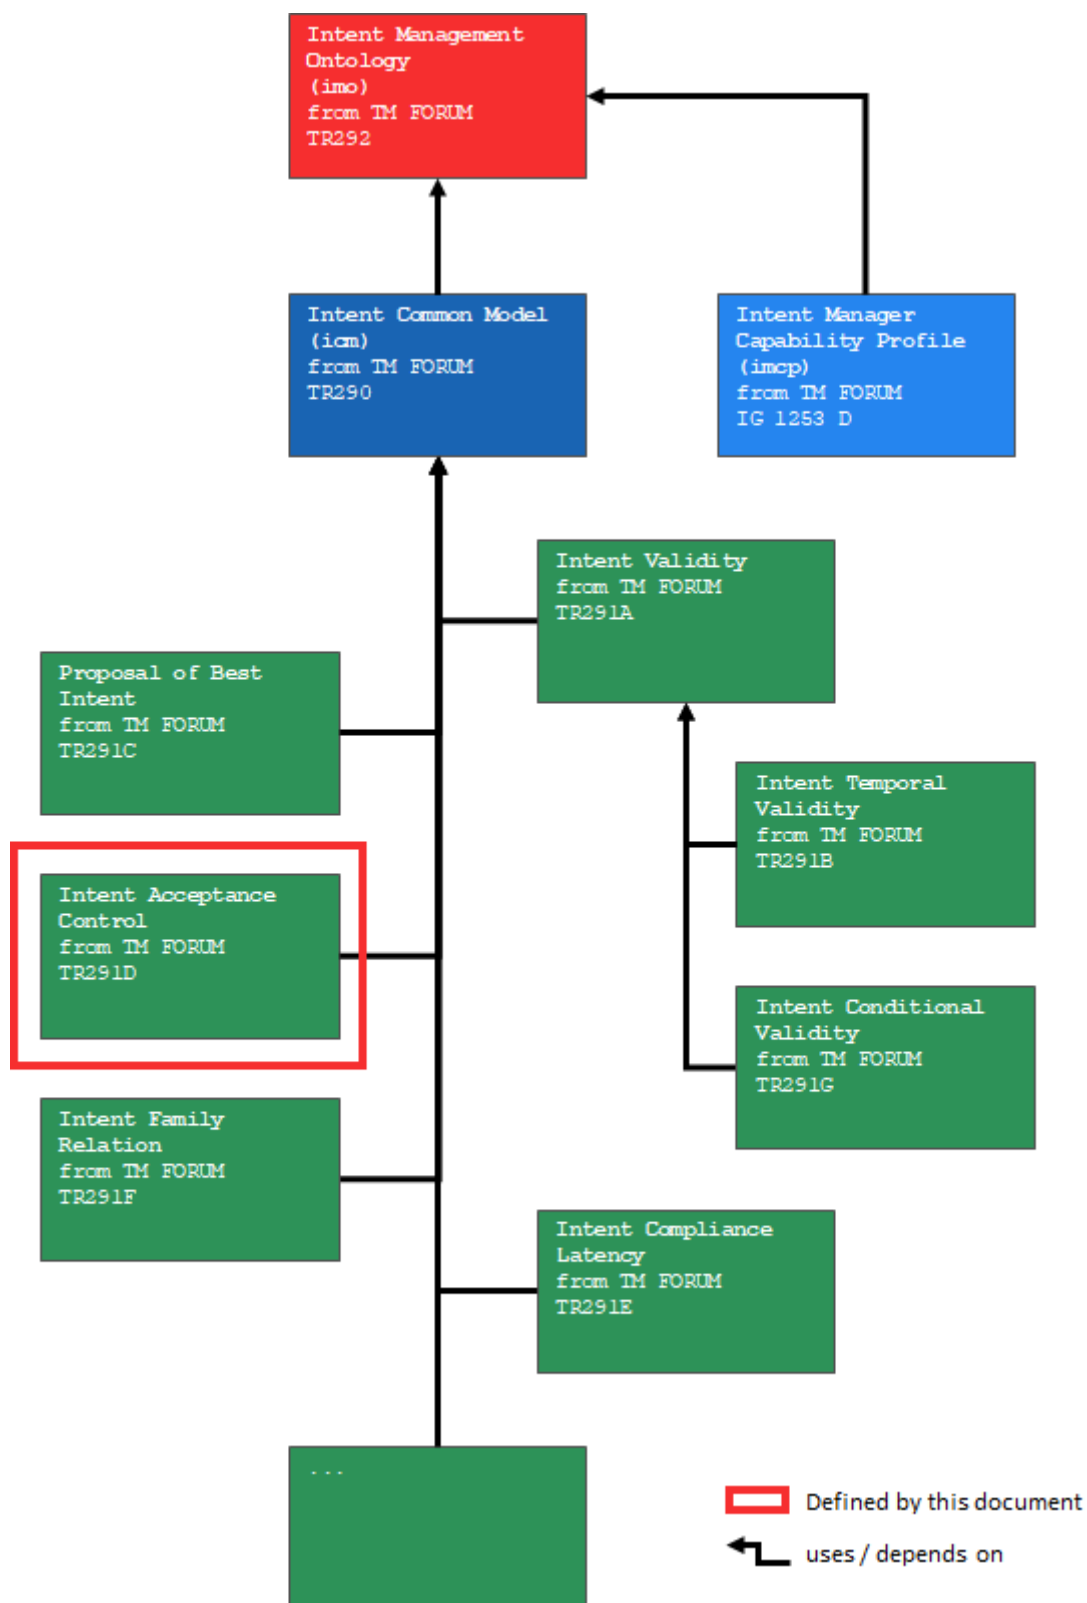 Intent Management
Ontology
(imo)
from TM FORUM
TR292
Intent Common Model
(icm)
from TM FORUM
TR290
Intent Manager
Capability Profile
(imcp)
from TM FORUM
IG 1253 D
Intent Validity
from TM FORUM
TR291A
Proposal of Best
Intent
from TM FORUM
TR291C
Intent Temporal
Validity
from TM FORUM
TR291B
Intent Acceptance
Control
from TM FORUM
TR291D
Intent Conditional
Validity
from TM FORUM
TR291G
Intent Family
Relation
from TM FORUM
TR291F
Intent Compliance
Latency
from TM FORUM
TR291E
...
Defined by this document
uses / depends on